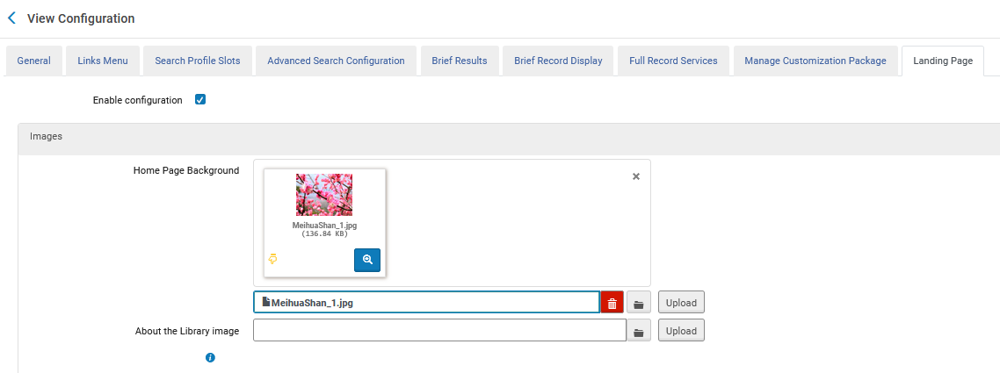 View Configuration
General Links Menu Search Profile Slots Advanced Search Configuration Brief Results Brief Record Display Full Record Services Manage Customization Package Landing Page
Enable configuration
Images
Home Page Background
MeihuaShan_1.jpg
(136.84 KB)
MeihuaShan_1.jpg Upload
About the Library image Upload